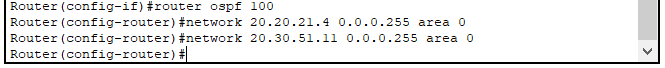 Router(config-if)#router ospf 100
Router(config-router)#network 20.20.21.4 0.0.0.255 area 0
Router(config-router)#network 20.30.51.11 0.0.0.255 area 0
Router(config-router)#